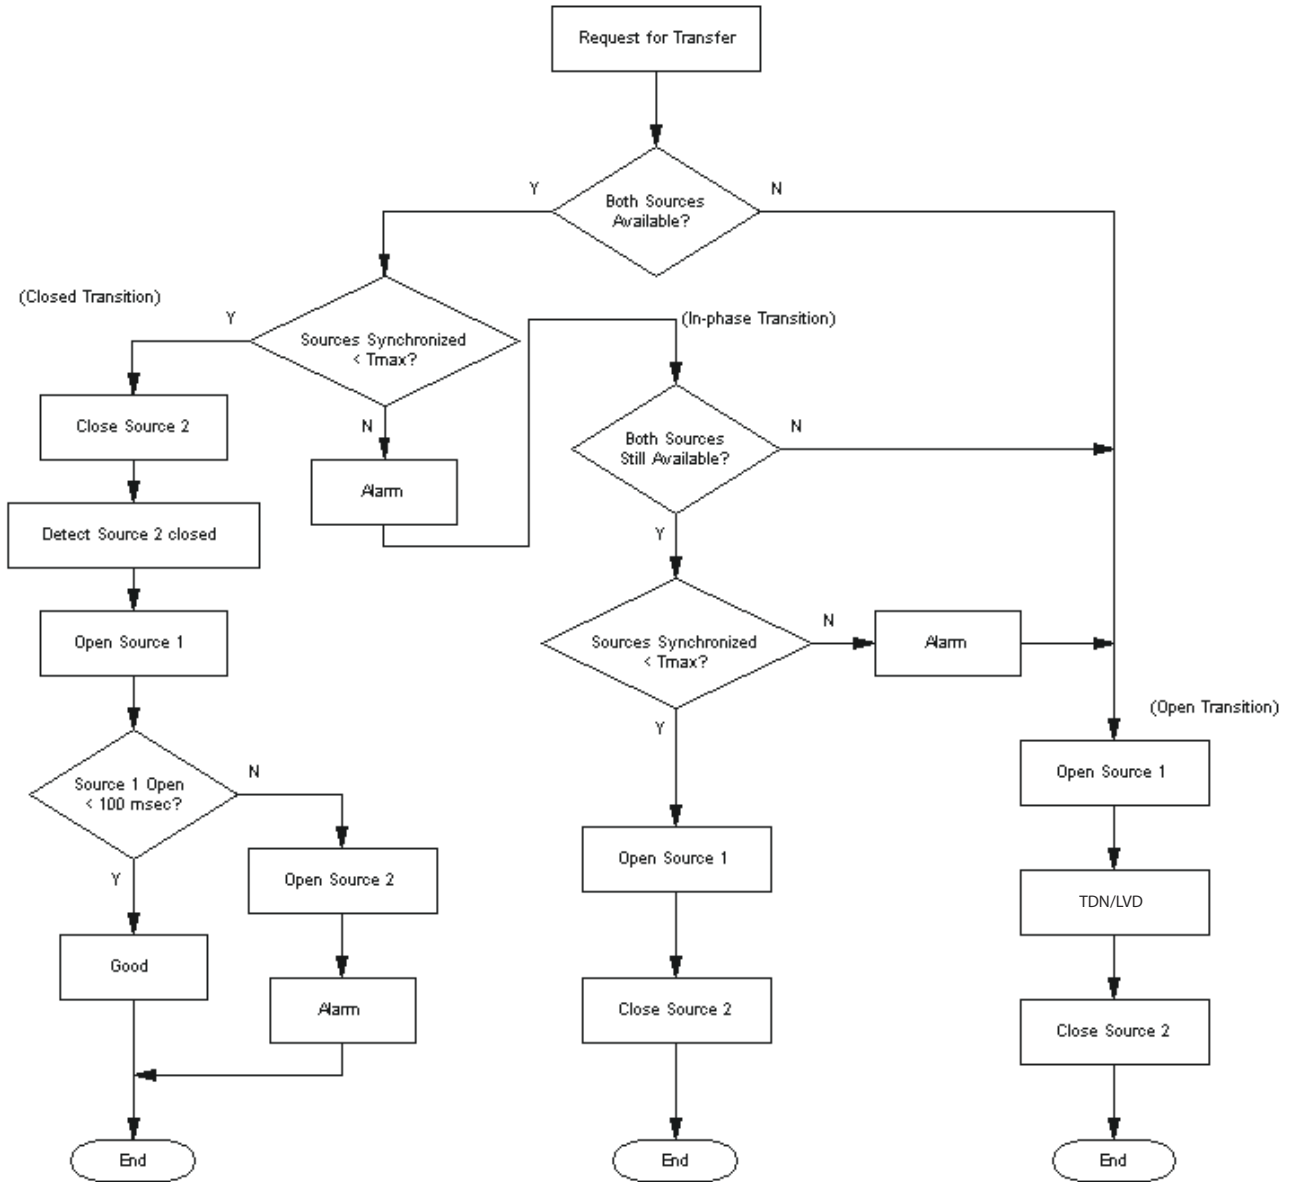 Request for Transfer
Y
N
Both Sources
Available?
(Closed Transition)
Y
Sources Synchronized
< Tmax?
(In-phase Transition)
N
Close Source 2
Alarm
Both Sources
Still Available?
N
Y
Detect Source 2 closed
Open Source 1
Sources Synchronized
< Tmax?
N
Alarm
Y
(Open Transition)
Source 1 Open
< 100 msec?
N
Y
Open Source 2
Good
Alarm
End
Open Source 1
Close Source 2
End
Open Source 1
TDN/LVD
Close Source 2
End